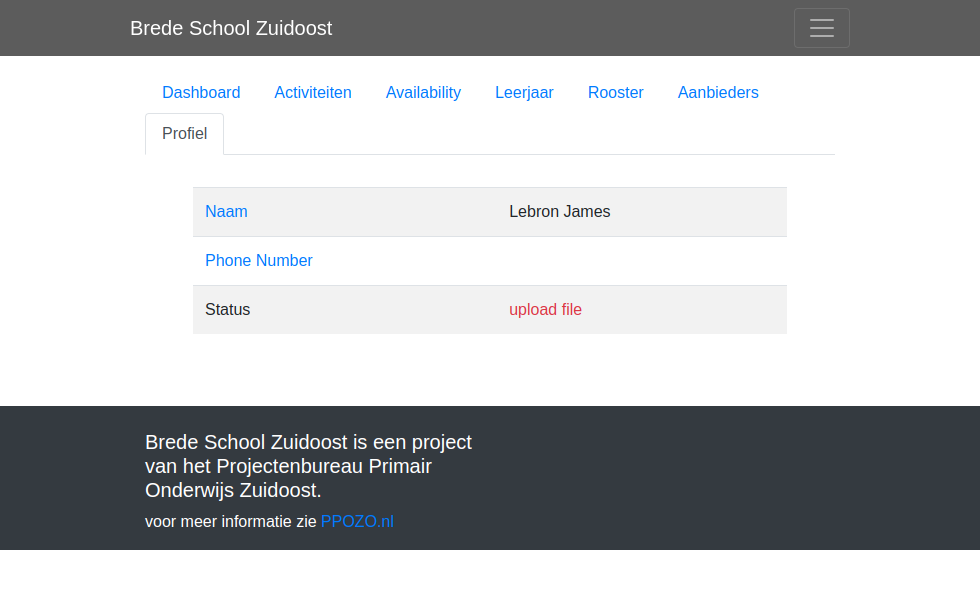 Brede School Zuidoost
Dashboard Activiteiten Availability Leerjaar Rooster Aanbieders
Profiel
Naam Lebron James
Phone Number
Status upload file
Brede School Zuidoost is een project
van het Projectenbureau Primair
Onderwijs Zuidoost.
voor meer informatie zie PPOZO.nl